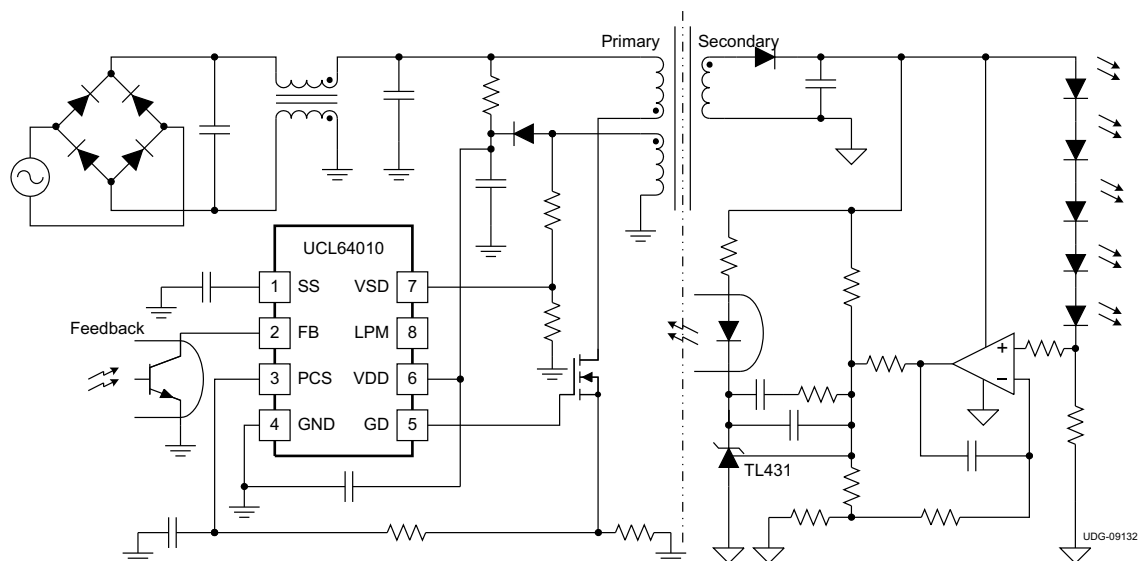 Primary
Secondary
UCL64010
1
SS
VSD
7
Feedback
2
FB
LPM
8
3
PCS
VDD
6
4
GND
GD
5
+
−
TL431
UDG-09132